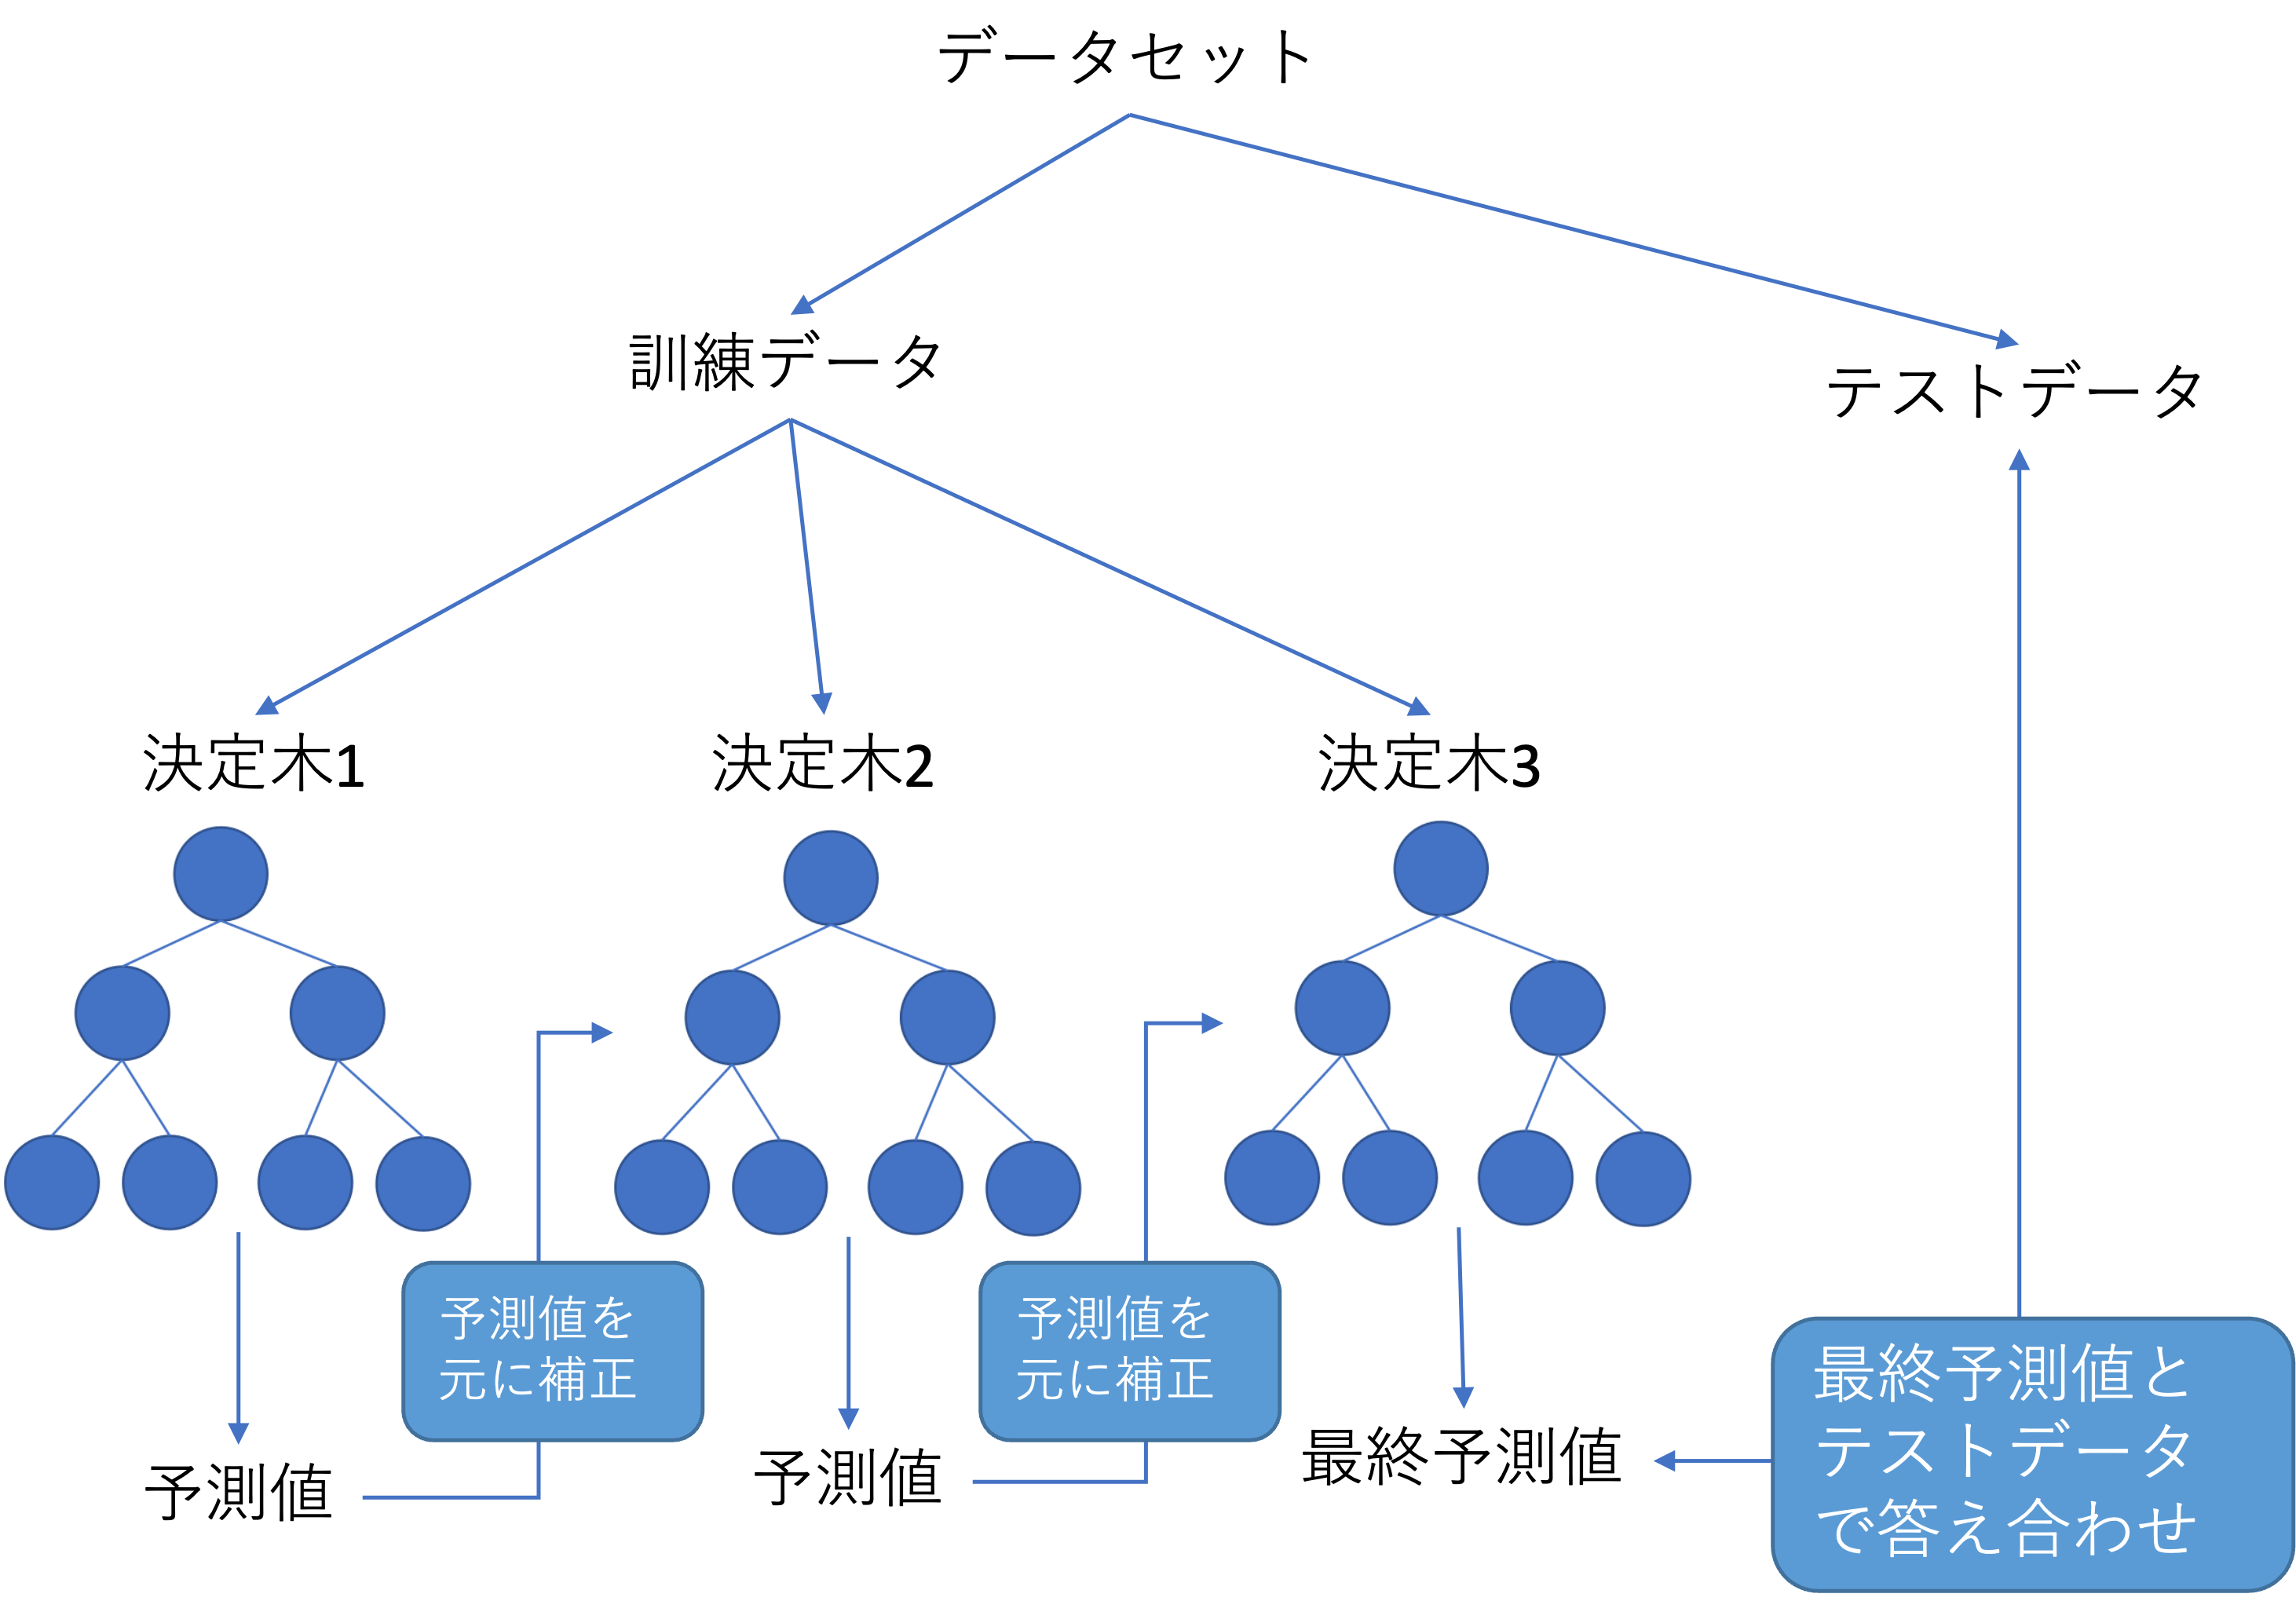 データセット
訓練データ
テストデータ
決定木1
決定木2
決定木3
予測値を
元に補正
予測値を
元に補正
予測値
予測値
最終予測値
最終予測値と
テストデータ
で答え合わせ